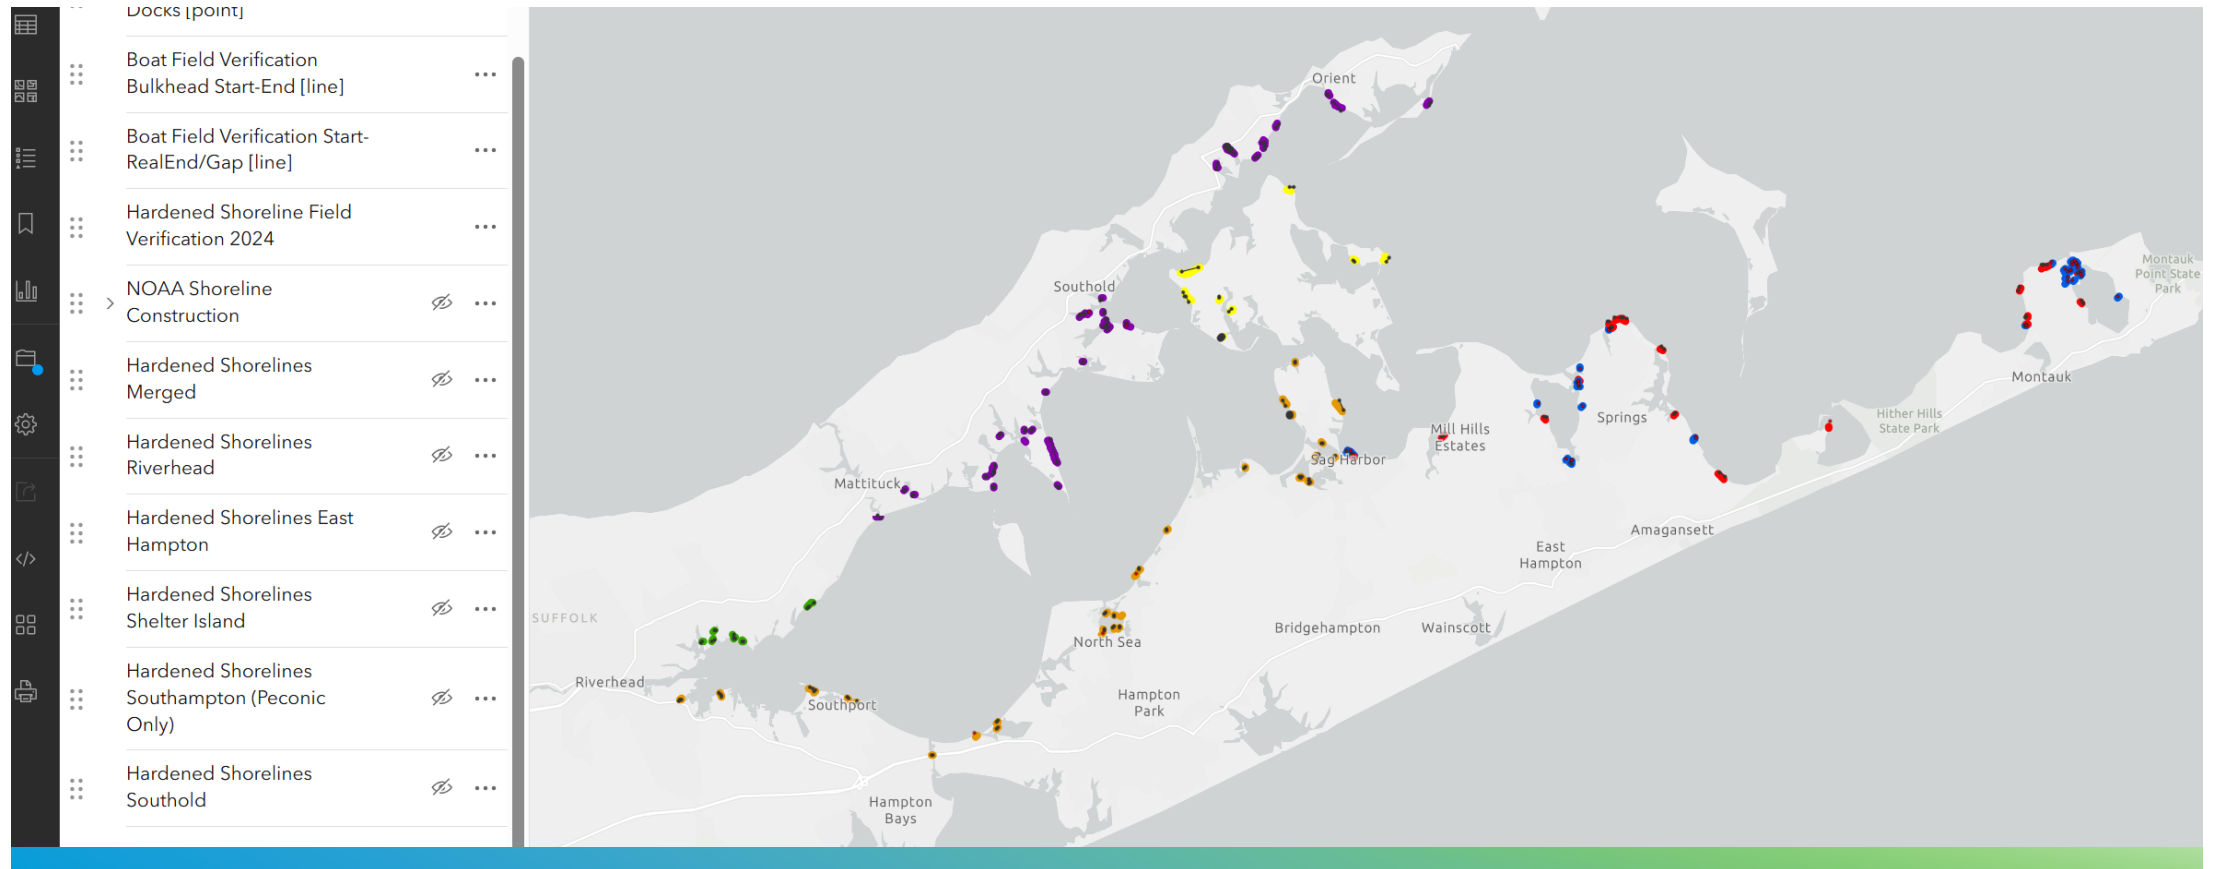 Docks [point]
Boat Field Verification
Bulkhead Start-End [line]
Boat Field Verification Start-
RealEnd/Gap [line]
Hardened Shoreline Field
Verification 2024
NOAA Shoreline
Construction
Hardened Shorelines
Merged
Hardened Shorelines
Riverhead
Hardened Shorelines East
Hampton
Hardened Shorelines
Shelter Island
Hardened Shorelines
Southampton (Peconic
Only)
Hardened Shorelines
Southold
Orient
Southold
Montauk
Point State
Park
Montauk
Hither Hills
State Park
Springs
Mill Hills
Estates
Sag Harbor
Mattituck
Amagansett
East
Hampton
SUFFOLK
Bridgehampton
Wainscott
North Sea
Riverhead
Hampton
Park
Southport
Hampton
Bays